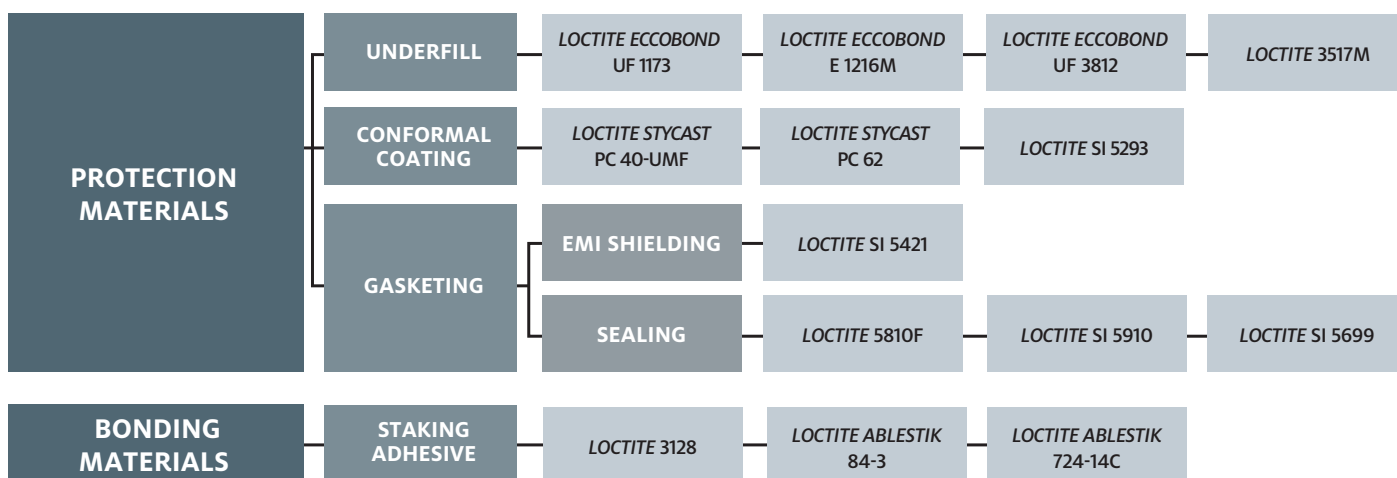 PROTECTION
MATERIALS
UNDERFILL
LOCTITE ECCOBOND
UF 1173
LOCTITE ECCOBOND
E 1216M
LOCTITE ECCOBOND
UF 3812
LOCTITE 3517M
CONFORMAL
COATING
LOCTITE STYCAST
PC 40-UMF
LOCTITE STYCAST
PC 62
LOCTITE SI 5293
GASKETING
EMI SHIELDING
LOCTITE SI 5421
SEALING
LOCTITE 5810F
LOCTITE SI 5910
LOCTITE SI 5699
BONDING
MATERIALS
STAKING
ADHESIVE
LOCTITE 3128
LOCTITE ABLESTIK
84-3
LOCTITE ABLESTIK
724-14C